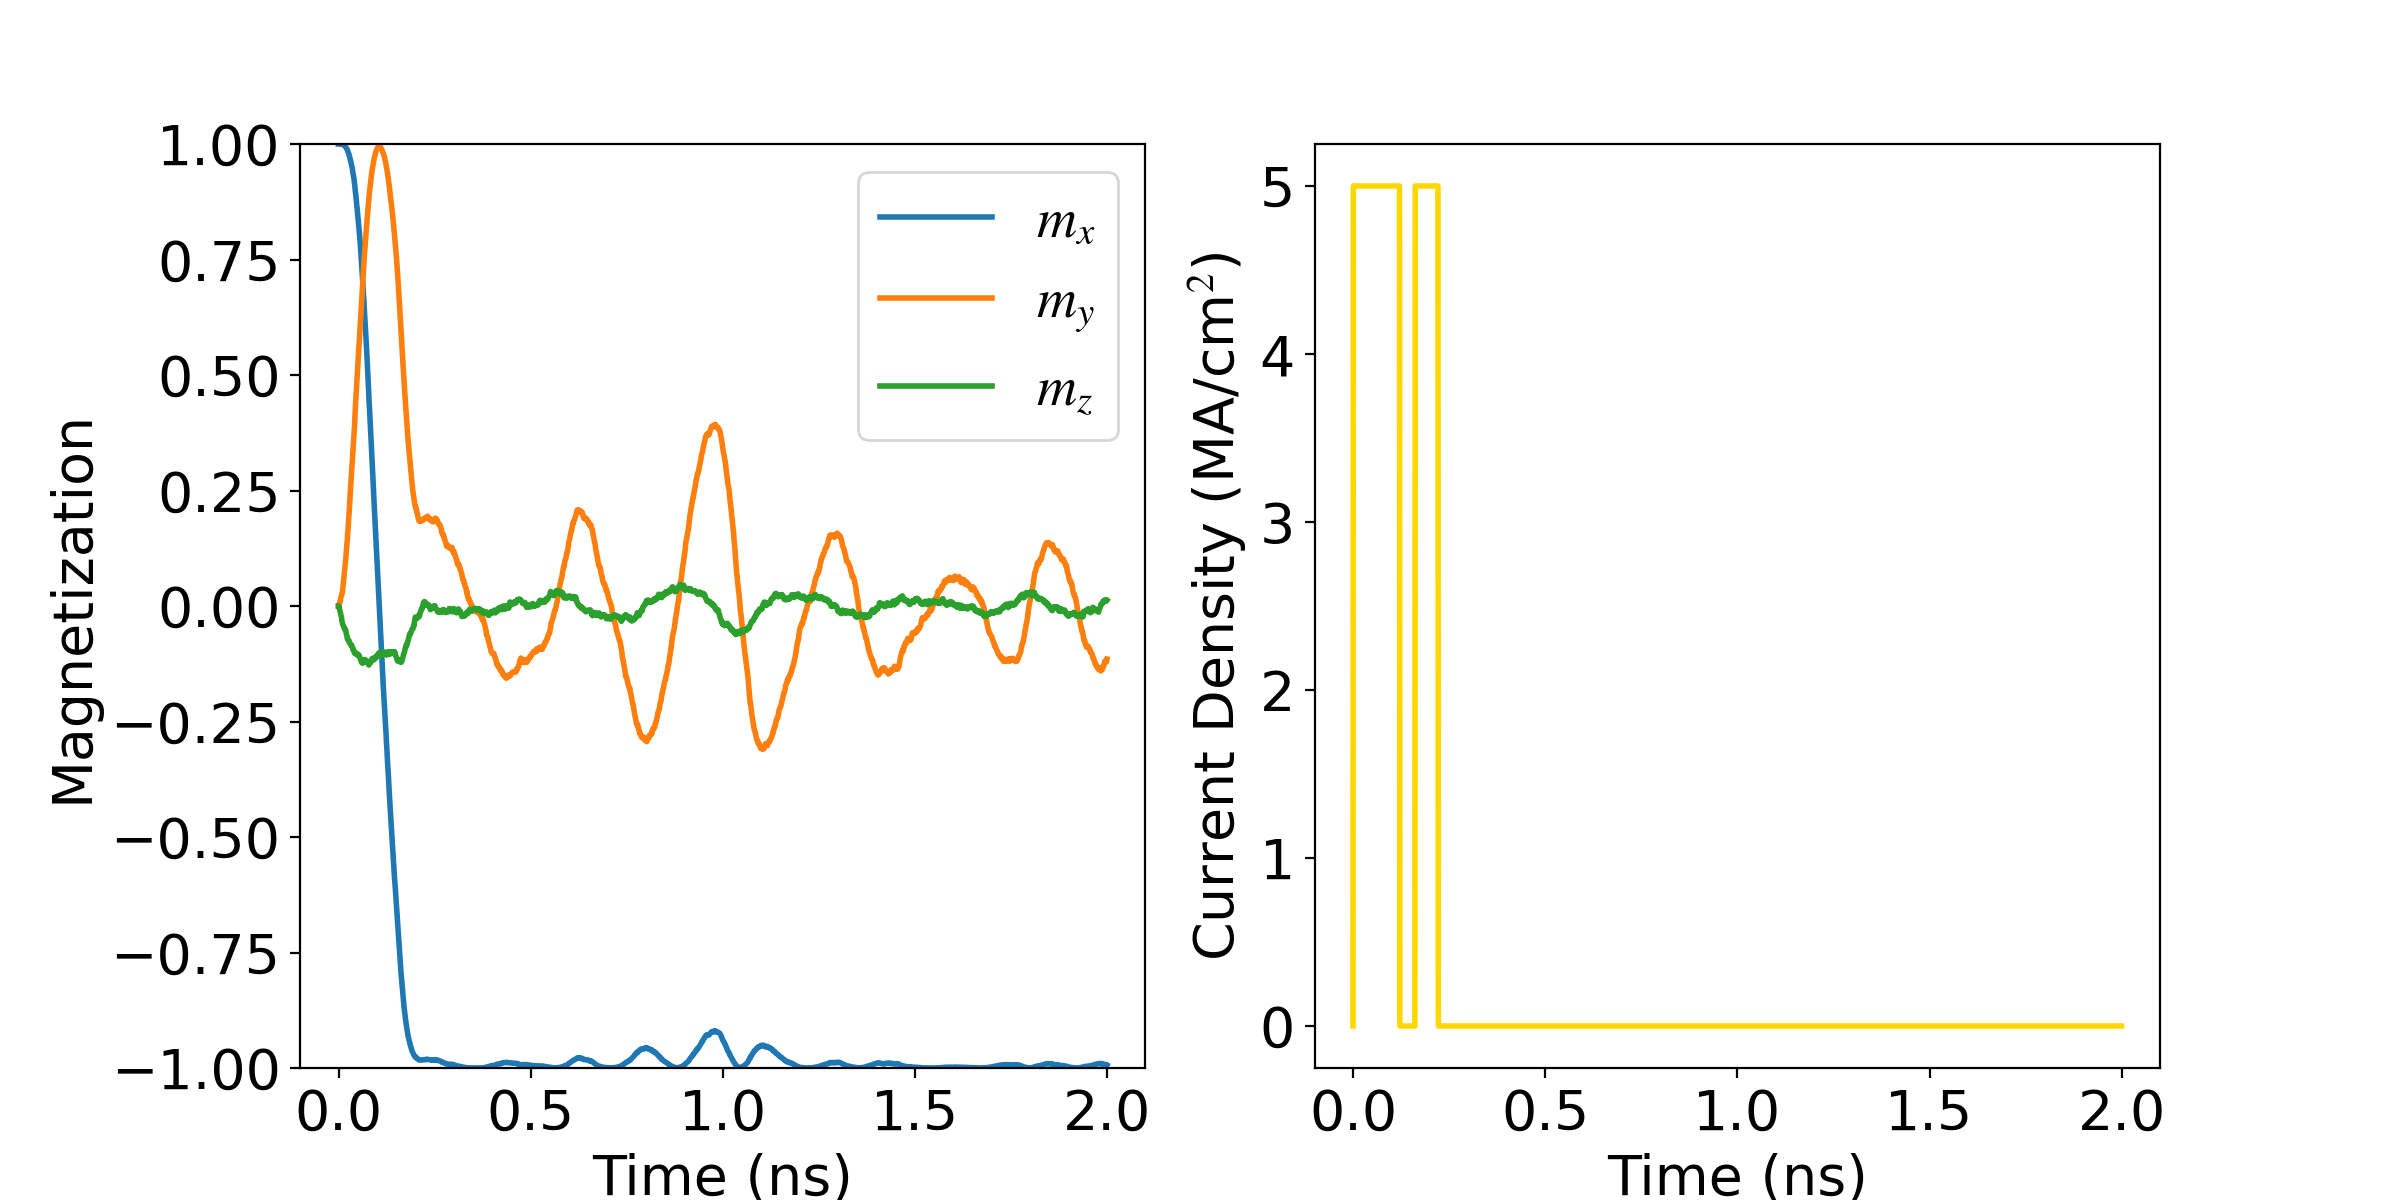 Magnetization
1.00
0.75
0.50
0.25
0.00
−0.25
−0.50
−0.75
−1.00
0.0 0.5 1.0 1.5 2.0
Time (ns)
m_x
m_y
m_z
Current Density (MA/cm²)
5
4
3
2
1
0
0.0 0.5 1.0 1.5 2.0
Time (ns)